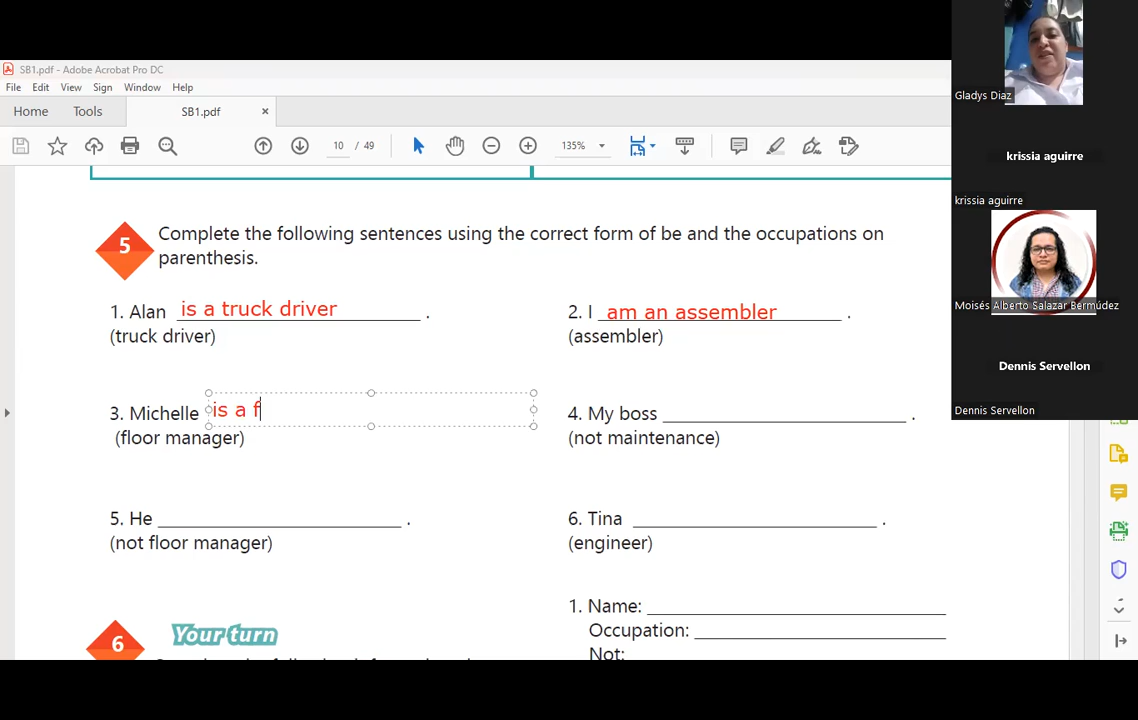 SB1.pdf - Adobe Acrobat Pro DC
File Edit View Sign Window Help
Home Tools SB1.pdf ×
10 / 49 135%
5 Complete the following sentences using the correct form of be and the occupations on
parenthesis.
1. Alan is a truck driver .
(truck driver)
2. I am an assembler .
(assembler)
3. Michelle is a f
(floor manager)
4. My boss .
(not maintenance)
5. He .
(not floor manager)
6. Tina .
(engineer)
6 Your turn
1. Name:
Occupation:
Not:
Gladys Diaz
krissia aguirre
krissia aguirre
Moisés Alberto Salazar Bermúdez
Dennis Servellon
Dennis Servellon